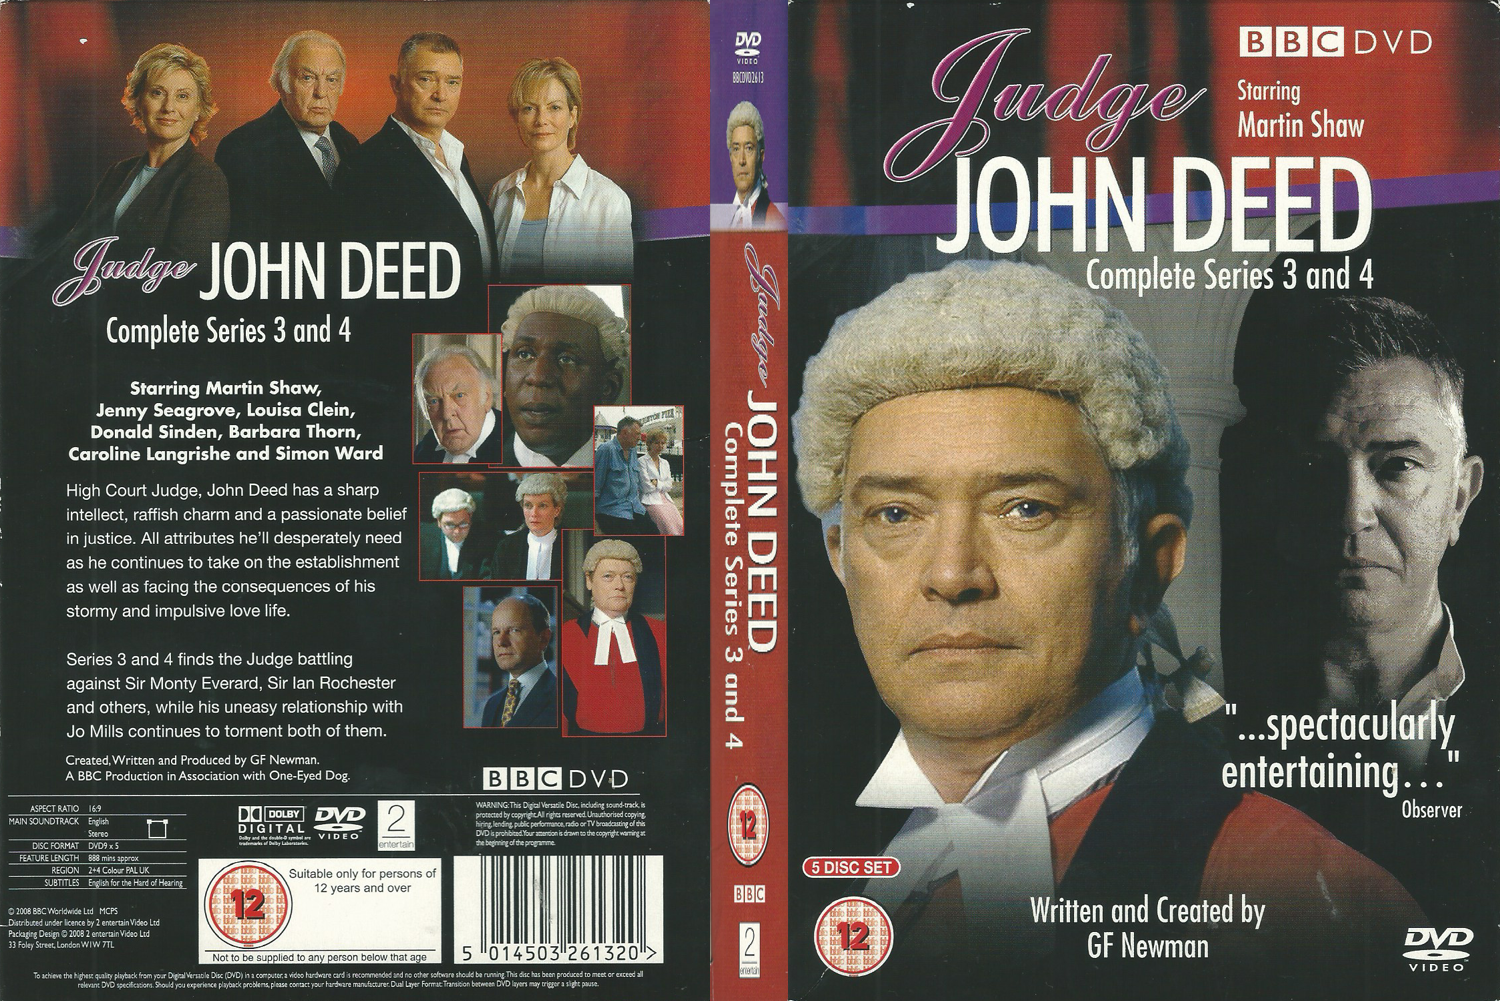 Judge JOHN DEED
Complete Series 3 and 4
Starring Martin Shaw,
Jenny Seagrove, Louisa Clein,
Donald Sinden, Barbara Thorn,
Caroline Langrishe and Simon Ward
High Court Judge, John Deed has a sharp
intellect, raffish charm and a passionate belief
in justice. All attributes he'll desperately need
as he continues to take on the establishment
as well as facing the consequences of his
stormy and impulsive love life.
Series 3 and 4 finds the Judge battling
against Sir Monty Everard, Sir Ian Rochester
and others, while his uneasy relationship with
Jo Mills continues to torment both of them.
Created, Written and Produced by GF Newman.
A BBC Production in Association with One-Eyed Dog.
BBC DVD
ASPECT RATIO 16:9
MAIN SOUNDTRACK English
Stereo
DISC FORMAT DVD9 x 5
FEATURE LENGTH 888 mins approx
REGION 2+4 Colour PAL UK
SUBTITLES English for the Hard of Hearing
DOLBY
DIGITAL
Dolby and the double-D symbol are
trademarks of Dolby Laboratories.
DVD
VIDEO
2
entertain
WARNING: This Digital Versatile Disc, including sound-track, is
protected by copyright. All rights reserved. Unauthorised copying,
hiring, lending, public performance, radio or TV broadcasting of this
DVD is prohibited. Your attention is drawn to the copyright warning at
the beginning of the programme.
© 2008 BBC Worldwide Ltd MCPS
Distributed under licence by 2 entertain Video Ltd
Packaging Design © 2008 2 entertain Video Ltd
33 Foley Street, London W1W 7TL
12
Suitable only for persons of
12 years and over
Not to be supplied to any person below that age
5 014503 261320 >
To achieve the highest quality playback from your Digital Versatile Disc (DVD) in a computer, a video hardware card is recommended and no other software should be running. This disc has been produced to meet or exceed all
relevant DVD specifications. Should you experience playback problems, please contact your hardware manufacturer. Dual Layer Format: Transition between DVD layers may trigger a slight pause.
DVD
VIDEO
BBCDVD2613
Judge JOHN DEED
Complete Series 3 and 4
12
BBC
2
entertain
BBC DVD
Starring
Martin Shaw
Judge
JOHN DEED
Complete Series 3 and 4
"...spectacularly
entertaining..."
Observer
5 DISC SET
12
Written and Created by
GF Newman
DVD
VIDEO